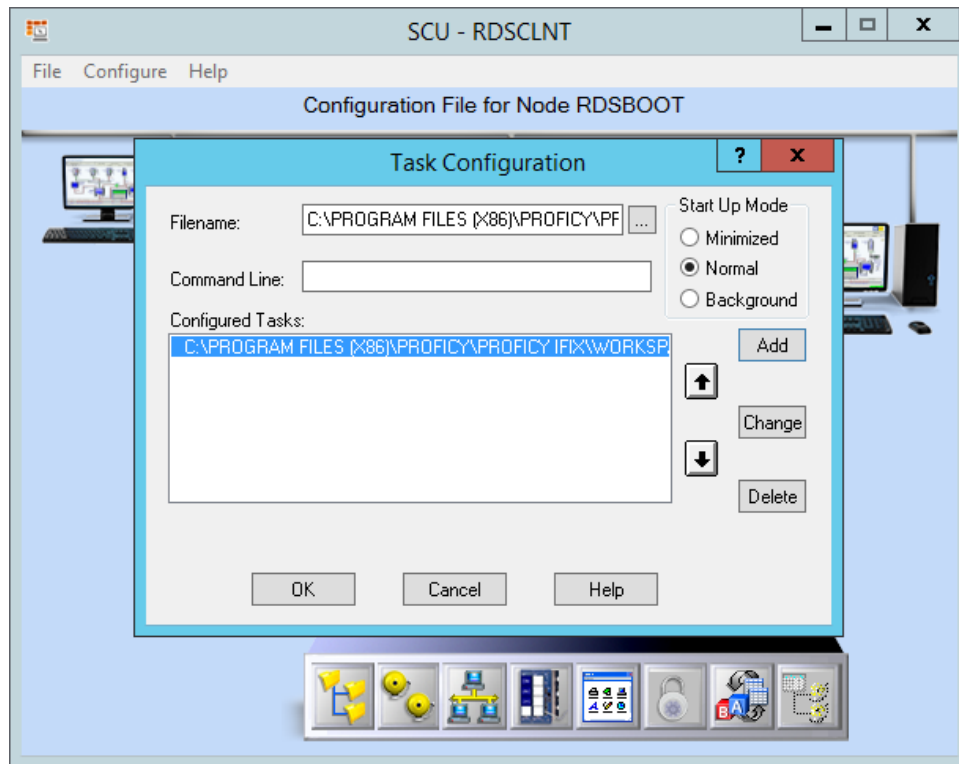 SCU - RDSCLNT
File Configure Help
Configuration File for Node RDSBOOT
Task Configuration
?
x
Filename:
C:\PROGRAM FILES (X86)\PROFICY\PF
...
Start Up Mode
Minimized
Normal
Background
Command Line:
Configured Tasks:
C:\PROGRAM FILES (X86)\PROFICY\PROFICY IFIX\WORKSP
Add
Change
Delete
OK Cancel Help